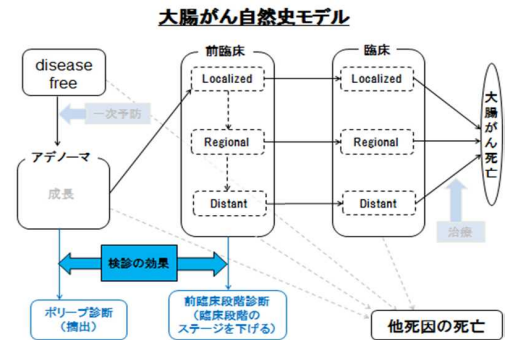 大腸がん自然史モデル
disease
free
一次予防
アデノーマ
成長
前臨床
Localized
Regional
Distant
臨床
Localized
Regional
Distant
大腸がん死亡
治療
検診の効果
ポリープ診断
(摘出)
前臨床段階診断
(臨床段階の
ステージを下げる)
他死因の死亡